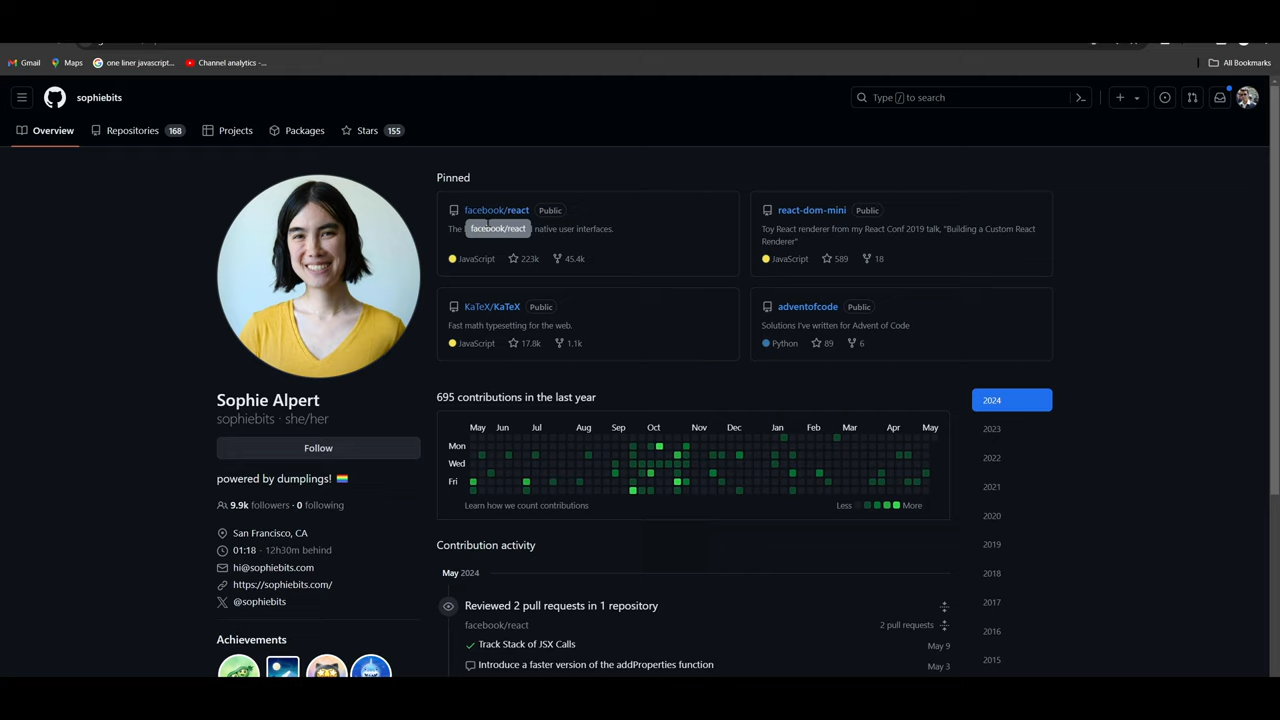 Gmail Maps one liner javascript... Channel analytics -... All Bookmarks
sophiebits Type / to search
Overview Repositories 168 Projects Packages Stars 155
Pinned
facebook/react Public
The
facebook/react
native user interfaces.
JavaScript 223k 45.4k
react-dom-mini Public
Toy React renderer from my React Conf 2019 talk, "Building a Custom React
Renderer"
JavaScript 589 18
KaTeX/KaTeX Public
Fast math typesetting for the web.
JavaScript 17.8k 1.1k
adventofcode Public
Solutions I've written for Advent of Code
Python 89 6
Sophie Alpert
sophiebits · she/her
Follow
powered by dumplings!
9.9k followers · 0 following
San Francisco, CA
01:18 - 12h30m behind
hi@sophiebits.com
https://sophiebits.com/
@sophiebits
Achievements
695 contributions in the last year
May Jun Jul Aug Sep Oct Nov Dec Jan Feb Mar Apr May
Mon
Wed
Fri
Learn how we count contributions Less More
2024
2023
2022
2021
2020
2019
2018
2017
2016
2015
Contribution activity
May 2024
Reviewed 2 pull requests in 1 repository
facebook/react 2 pull requests
Track Stack of JSX Calls May 9
Introduce a faster version of the addProperties function May 3